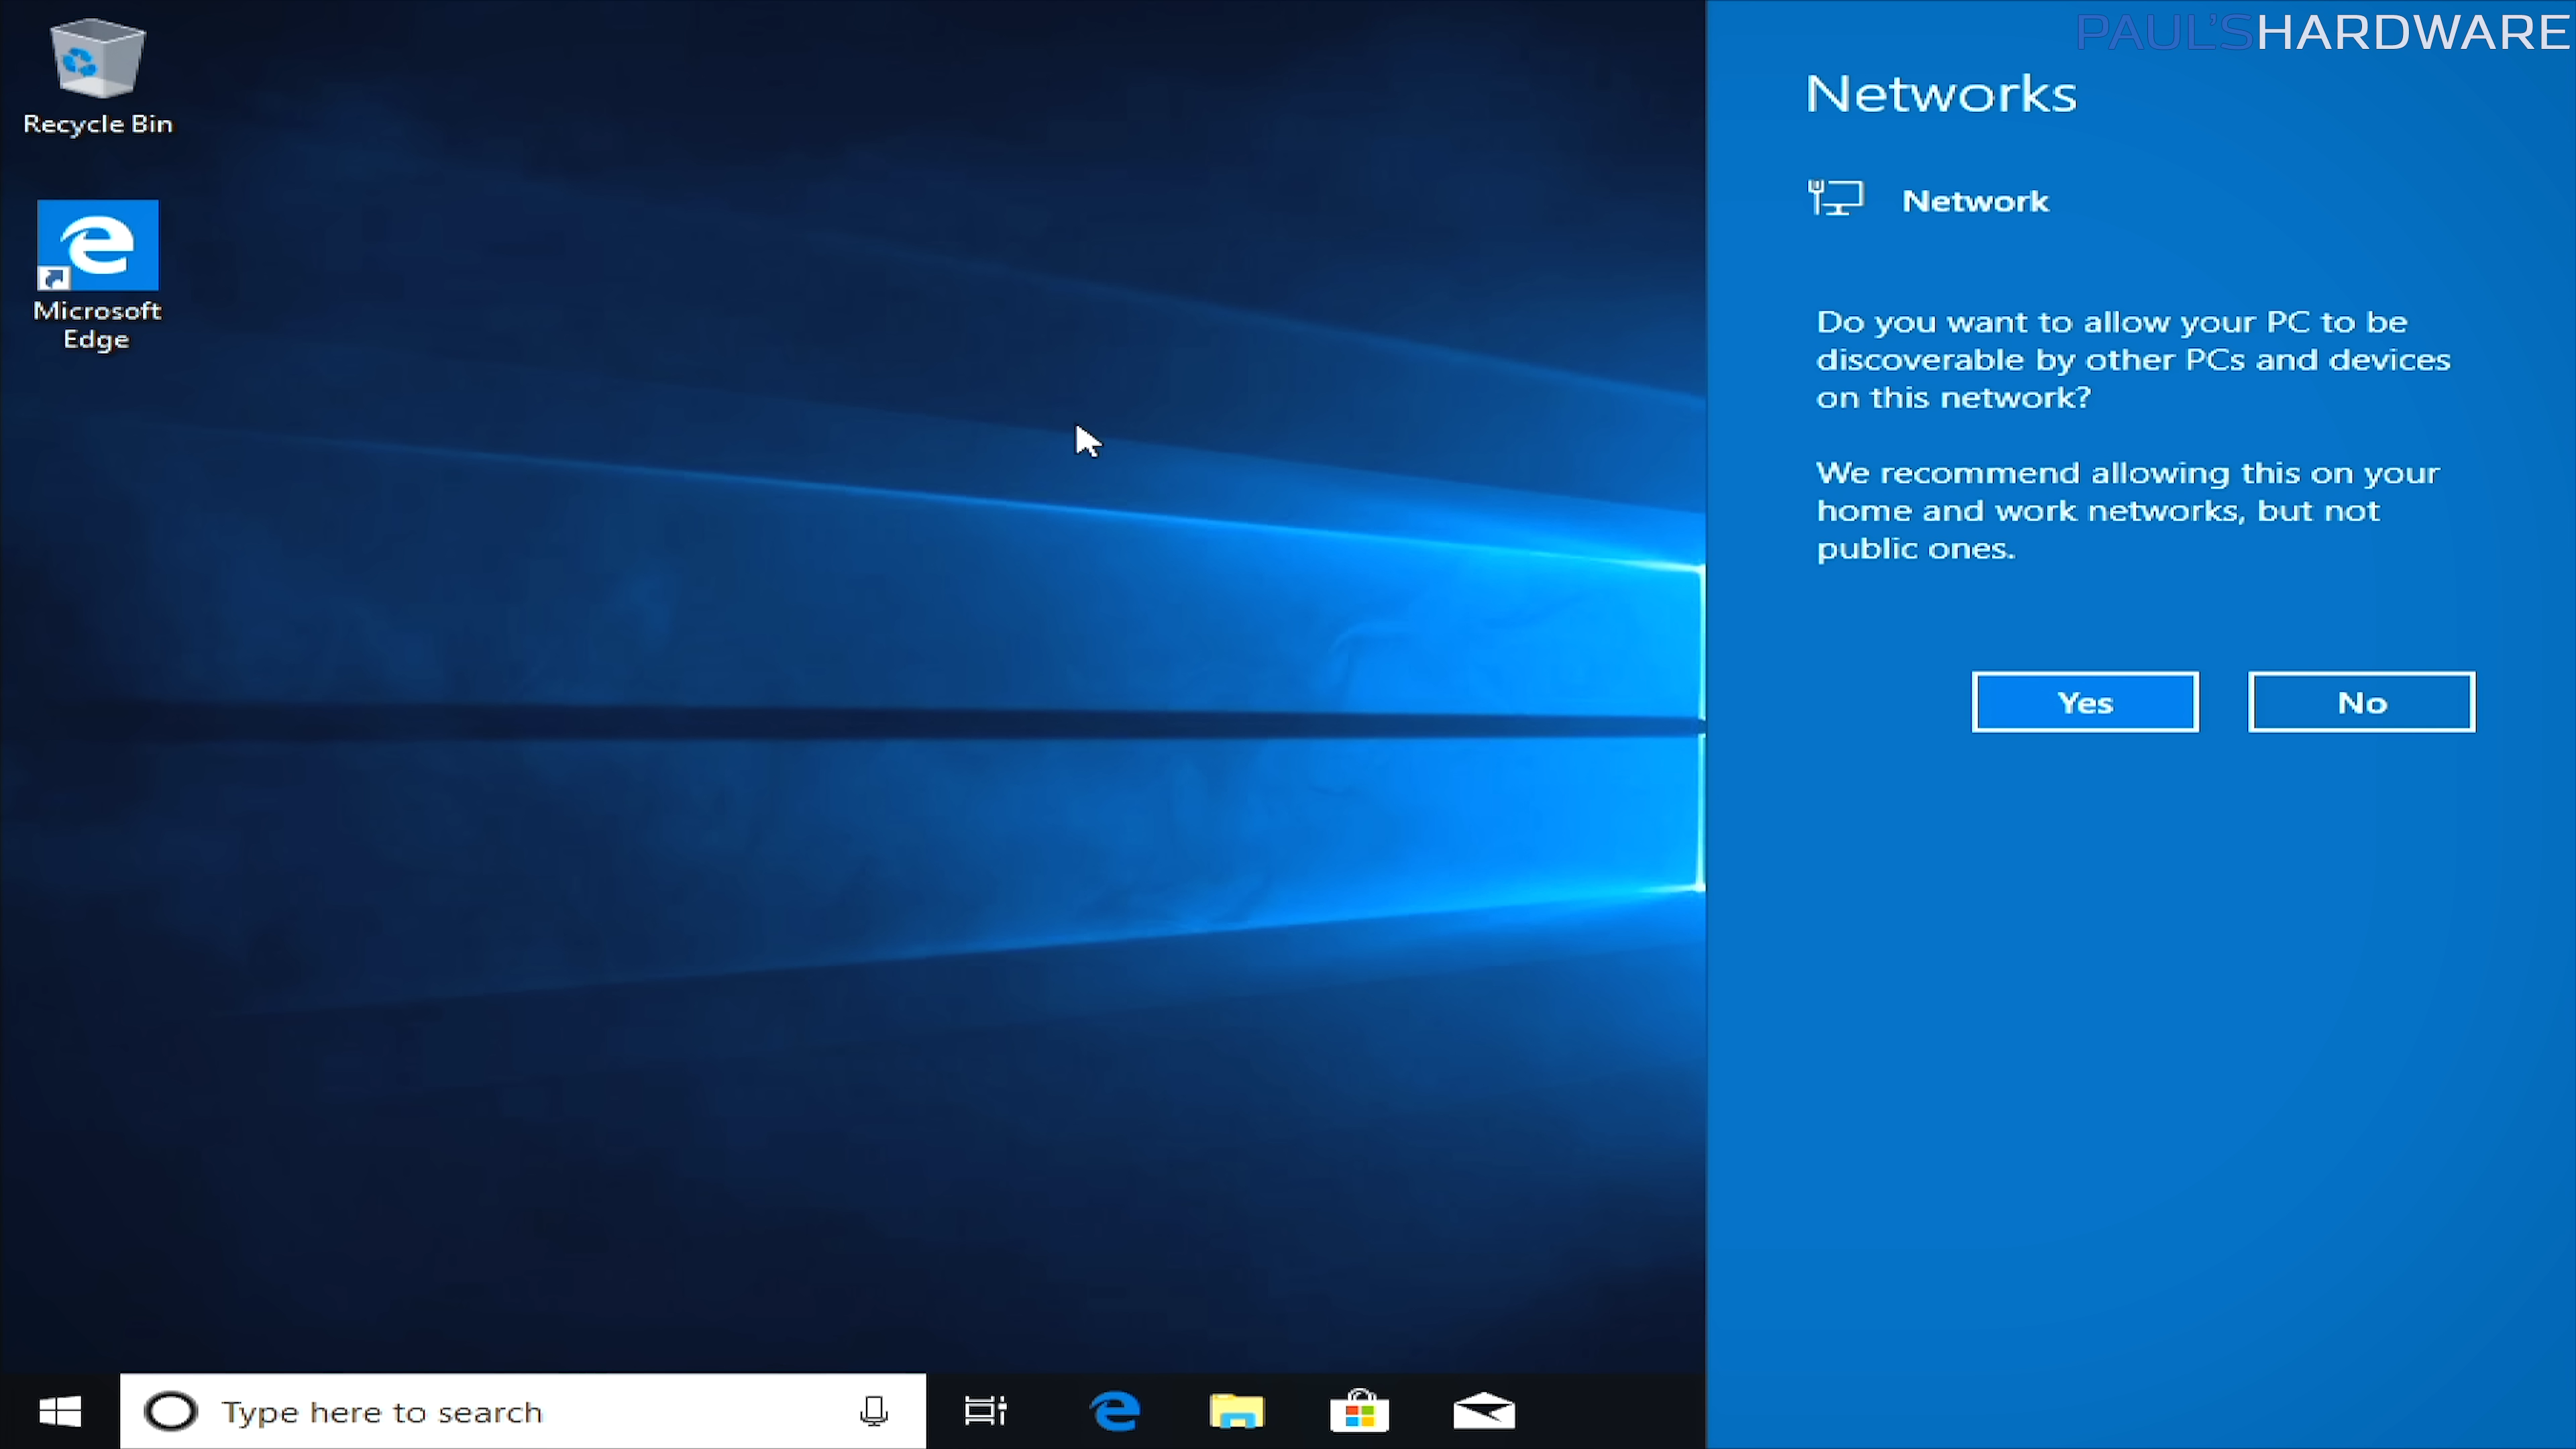 PAUL'SHARDWARE
Recycle Bin
Microsoft
Edge
Networks
Network
Do you want to allow your PC to be
discoverable by other PCs and devices
on this network?
We recommend allowing this on your
home and work networks, but not
public ones.
Yes
No
Type here to search